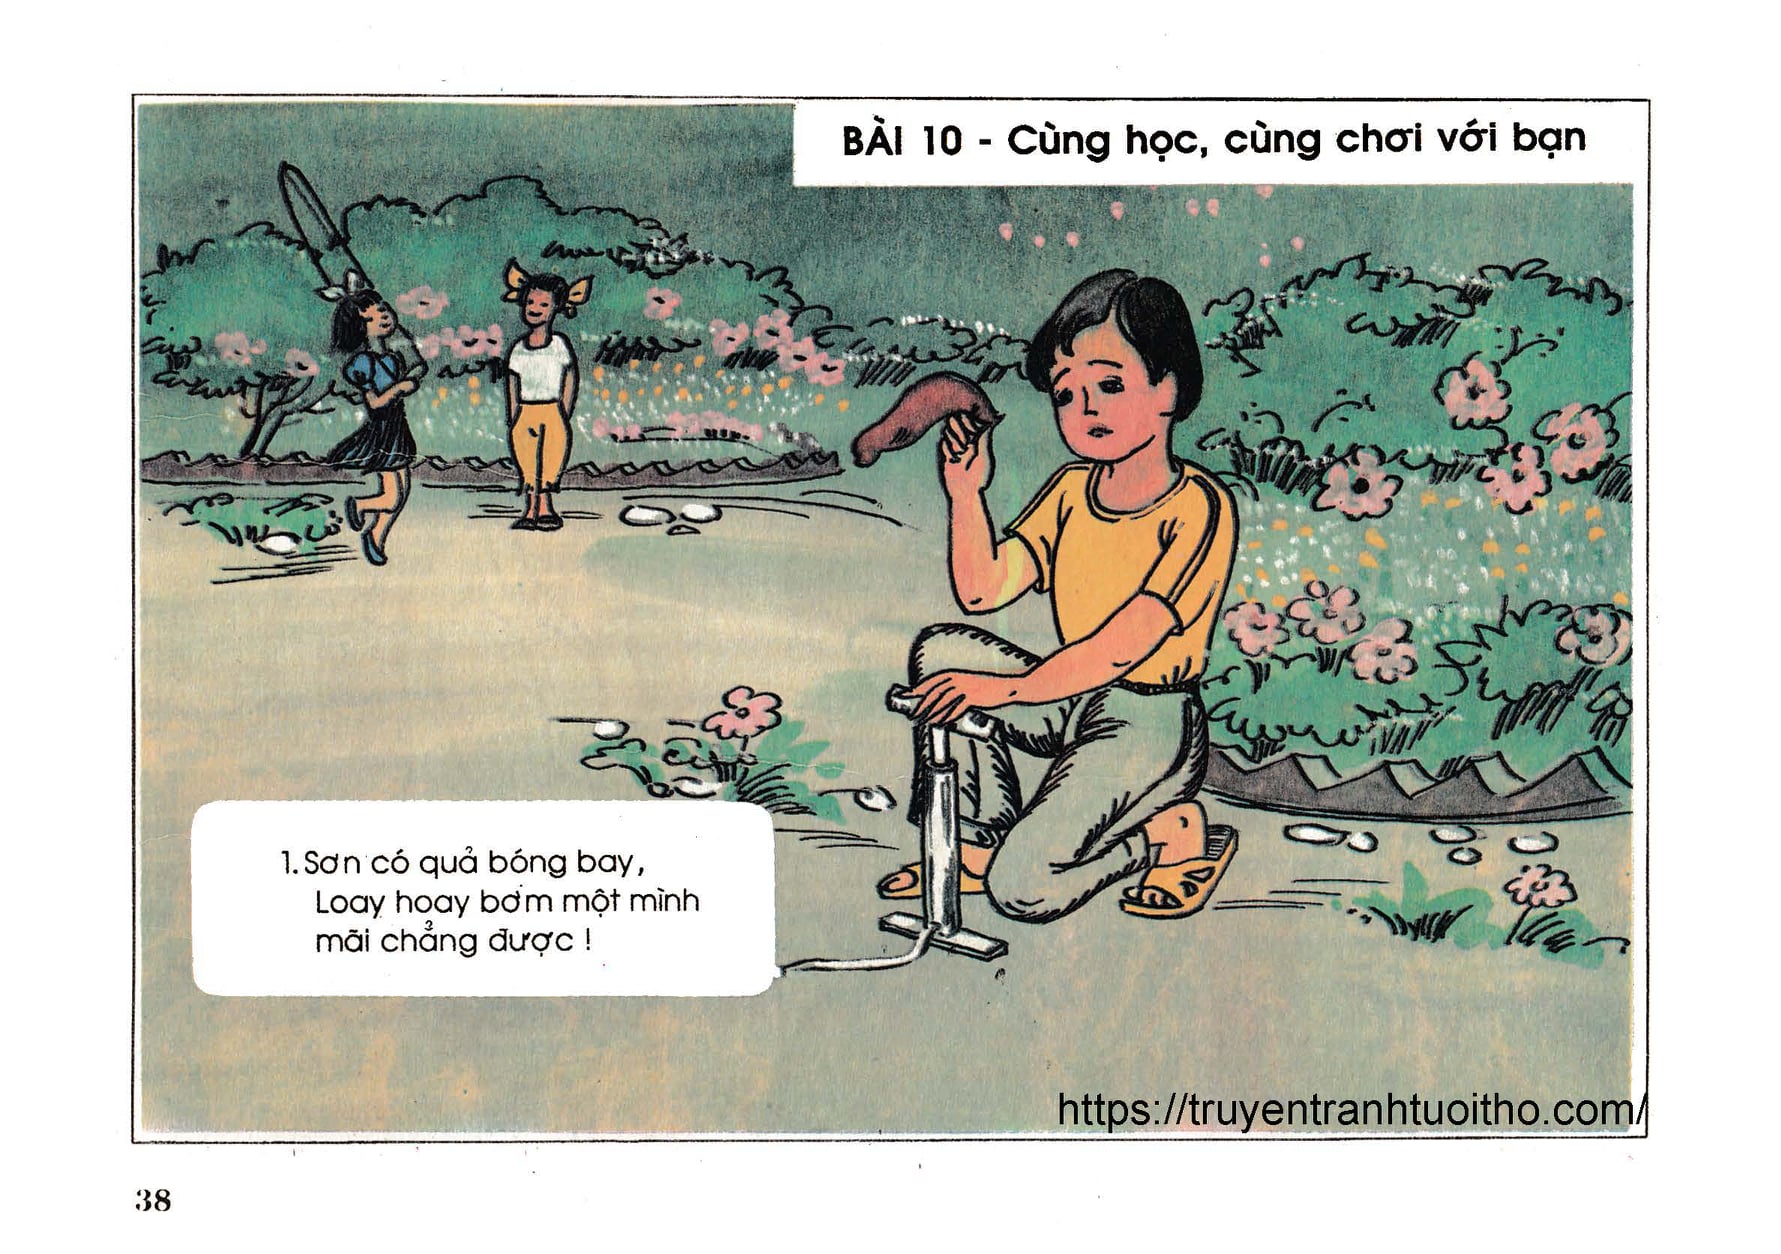 BÀI 10 - Cùng học, cùng chơi với bạn
1. Sơn có quả bóng bay,
Loay hoay bơm một mình
mãi chẳng được !
https://truyentranhtuoitho.com/
38